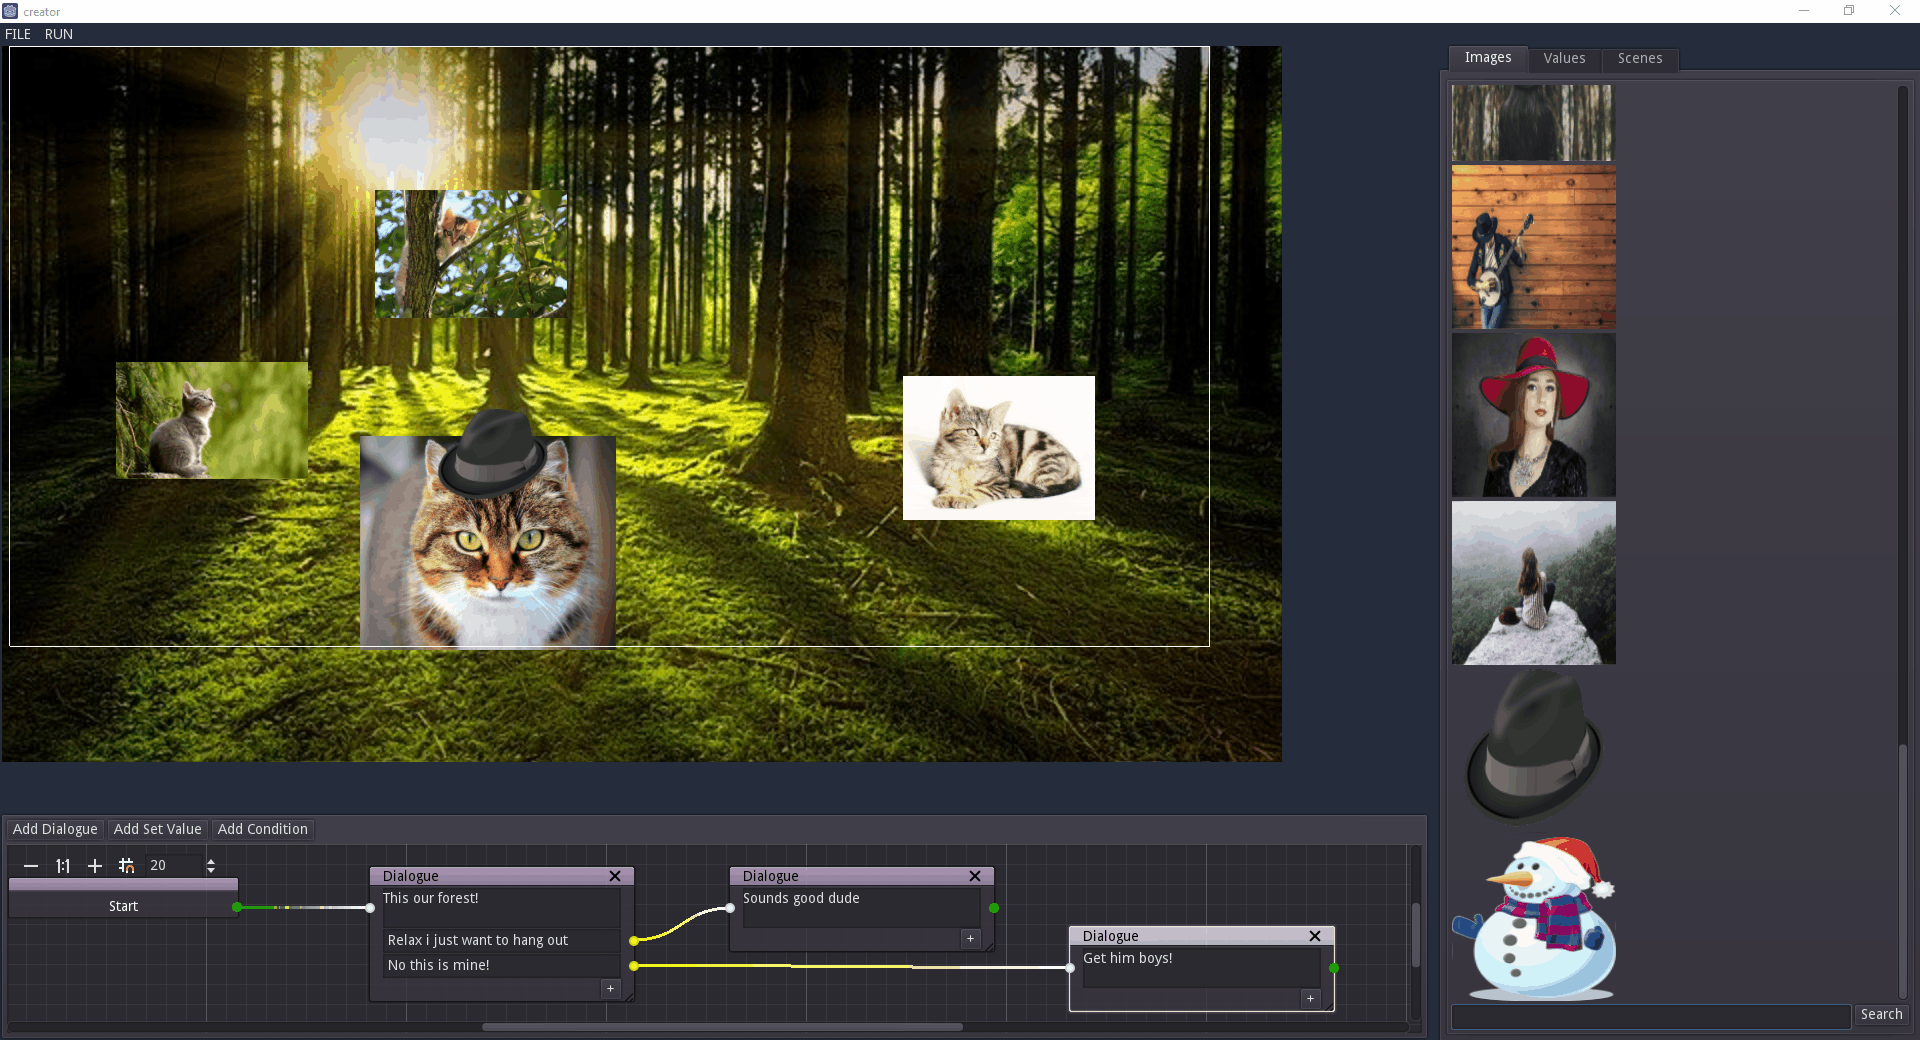 creator
FILE RUN
Images Values Scenes
Add Dialogue Add Set Value Add Condition
1:1 20
Start
Dialogue
This our forest!
Relax i just want to hang out
No this is mine!
+
Dialogue
Sounds good dude
+
Dialogue
Get him boys!
+
Search